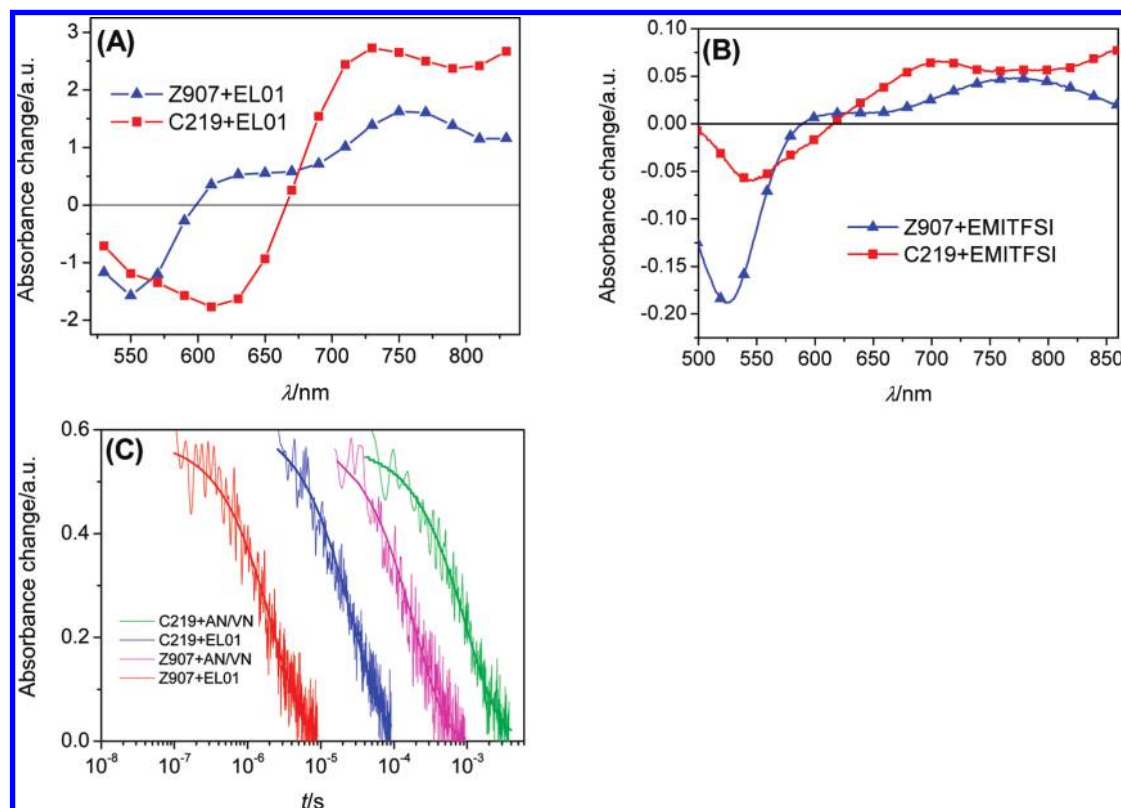 (A)
Absorbance change/a.u.
3
2
1
0
-1
-2
Z907+EL01
C219+EL01
550 600 650 700 750 800
λ/nm
(B)
Absorbance change/a.u.
0.10
0.05
0.00
-0.05
-0.10
-0.15
-0.20
Z907+EMITFSI
C219+EMITFSI
500 550 600 650 700 750 800 850
λ/nm
(C)
Absorbance change/a.u.
0.6
0.4
0.2
0.0
C219+AN/VN
C219+EL01
Z907+AN/VN
Z907+EL01
10⁻⁸ 10⁻⁷ 10⁻⁶ 10⁻⁵ 10⁻⁴ 10⁻³
t/s